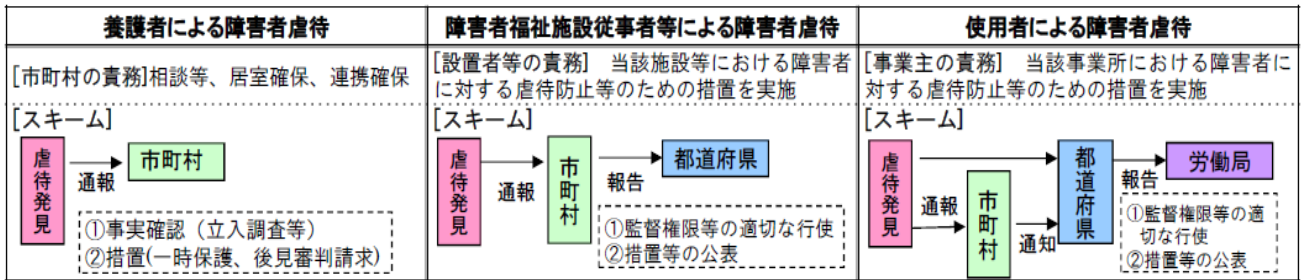 養護者による障害者虐待
[市町村の責務]相談等、居室確保、連携確保
[スキーム]
虐待発見
通報
市町村
①事実確認（立入調査等）
②措置(一時保護、後見審判請求)
障害者福祉施設従事者等による障害者虐待
[設置者等の責務]　当該施設等における障害者
に対する虐待防止等のための措置を実施
[スキーム]
虐待発見
通報
市町村
報告
都道府県
①監督権限等の適切な行使
②措置等の公表
使用者による障害者虐待
[事業主の責務]　当該事業所における障害者に
対する虐待防止等のための措置を実施
[スキーム]
虐待発見
通報
市町村
通知
都道府県
報告
労働局
①監督権限等の適
切な行使
②措置等の公表